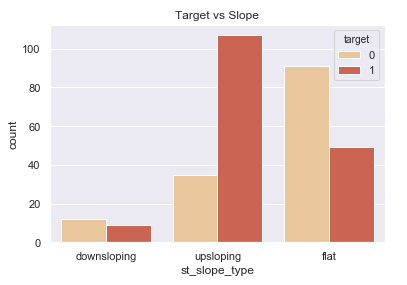 Target vs Slope
target
0
1
count
100
80
60
40
20
0
downsloping
upsloping
flat
st_slope_type